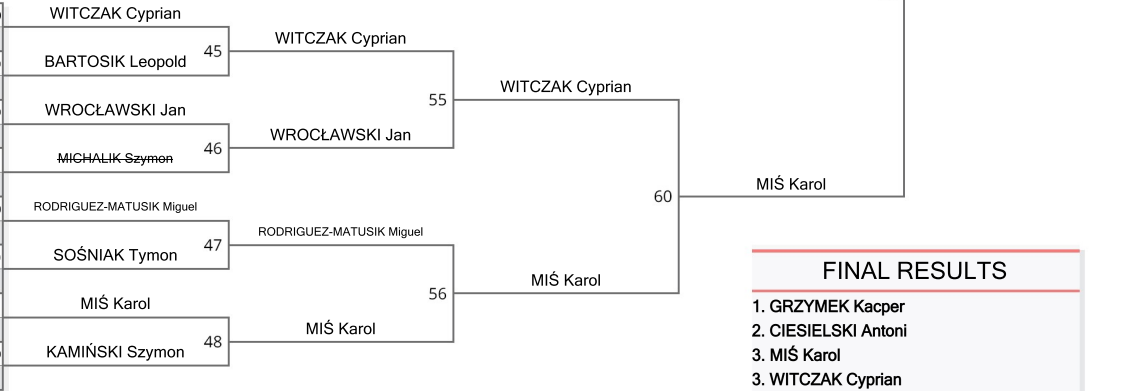 WITCZAK Cyprian
BARTOSIK Leopold
45
WROCŁAWSKI Jan
MICHALIK Szymon
46
RODRIGUEZ-MATUSIK Miguel
SOŚNIAK Tymon
47
MIŚ Karol
KAMIŃSKI Szymon
48
WITCZAK Cyprian
WROCŁAWSKI Jan
55
RODRIGUEZ-MATUSIK Miguel
MIŚ Karol
56
WITCZAK Cyprian
MIŚ Karol
60
MIŚ Karol
FINAL RESULTS
1. GRZYMEK Kacper
2. CIESIELSKI Antoni
3. MIŚ Karol
3. WITCZAK Cyprian